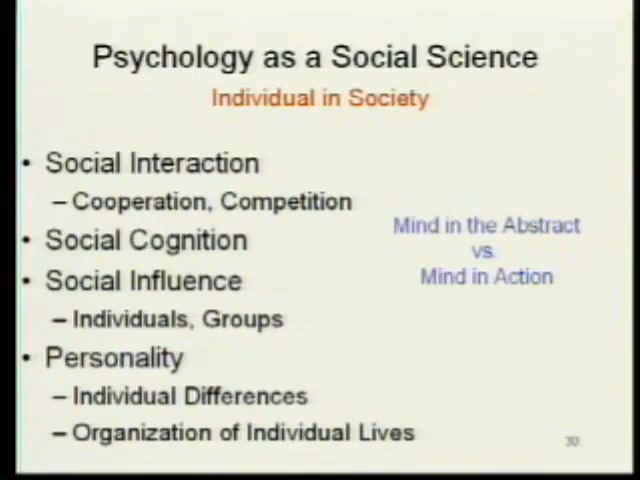 Psychology as a Social Science
Individual in Society
• Social Interaction
– Cooperation, Competition
• Social Cognition
• Social Influence
– Individuals, Groups
• Personality
– Individual Differences
– Organization of Individual Lives
Mind in the Abstract
vs.
Mind in Action
30